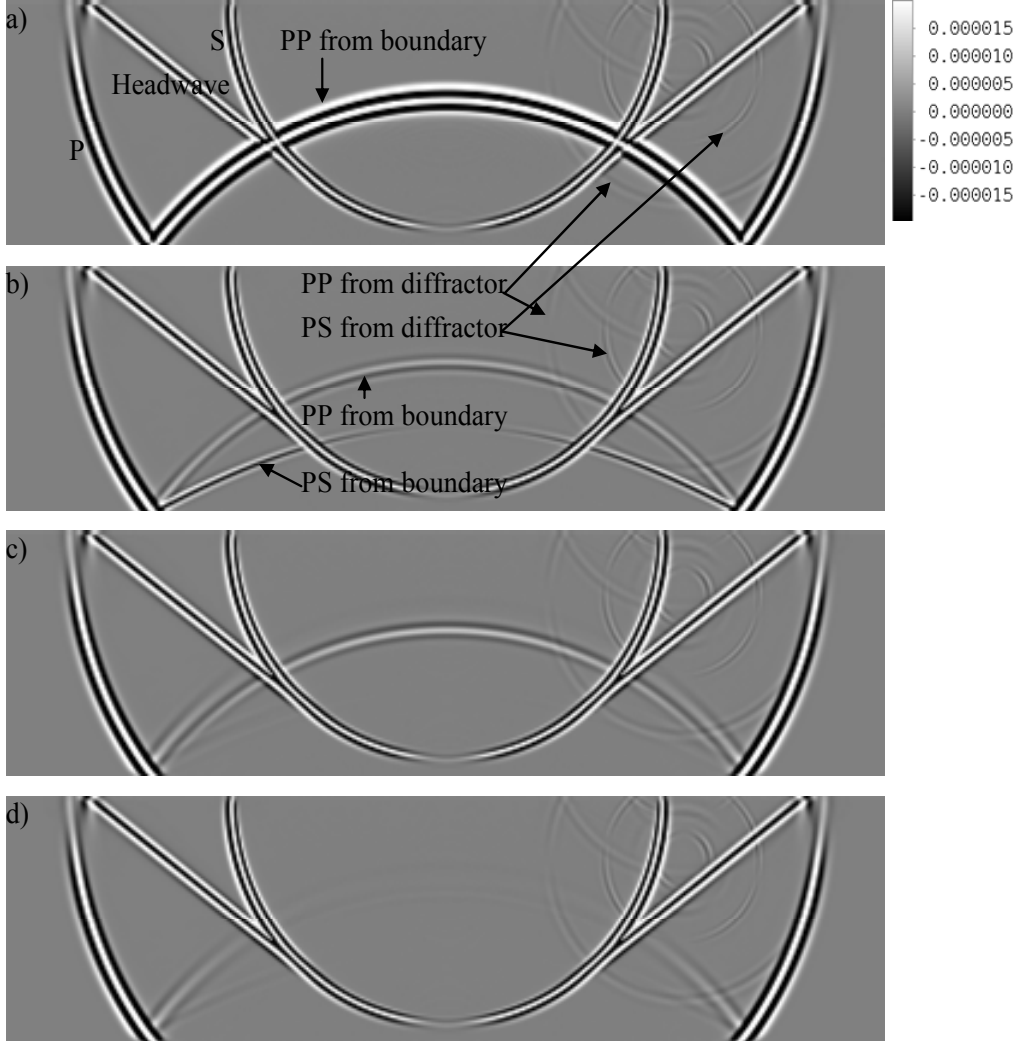 a)
S
PP from boundary
Headwave
P
0.000015
0.000010
0.000005
0.000000
-0.000005
-0.000010
-0.000015
b)
PP from diffractor
PS from diffractor
PP from boundary
PS from boundary
c)
d)